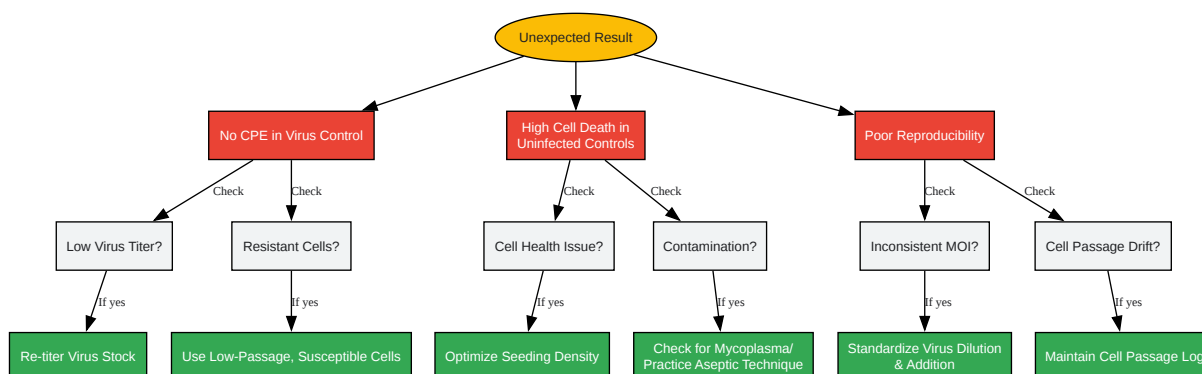 Unexpected Result
No CPE in Virus Control
High Cell Death in
Uninfected Controls
Poor Reproducibility
Check
Check
Check
Check
Check
Check
Low Virus Titer?
Resistant Cells?
Cell Health Issue?
Contamination?
Inconsistent MOI?
Cell Passage Drift?
If yes
If yes
If yes
If yes
If yes
If yes
Re-titer Virus Stock
Use Low-Passage, Susceptible Cells
Optimize Seeding Density
Check for Mycoplasma/
Practice Aseptic Technique
Standardize Virus Dilution
& Addition
Maintain Cell Passage Log